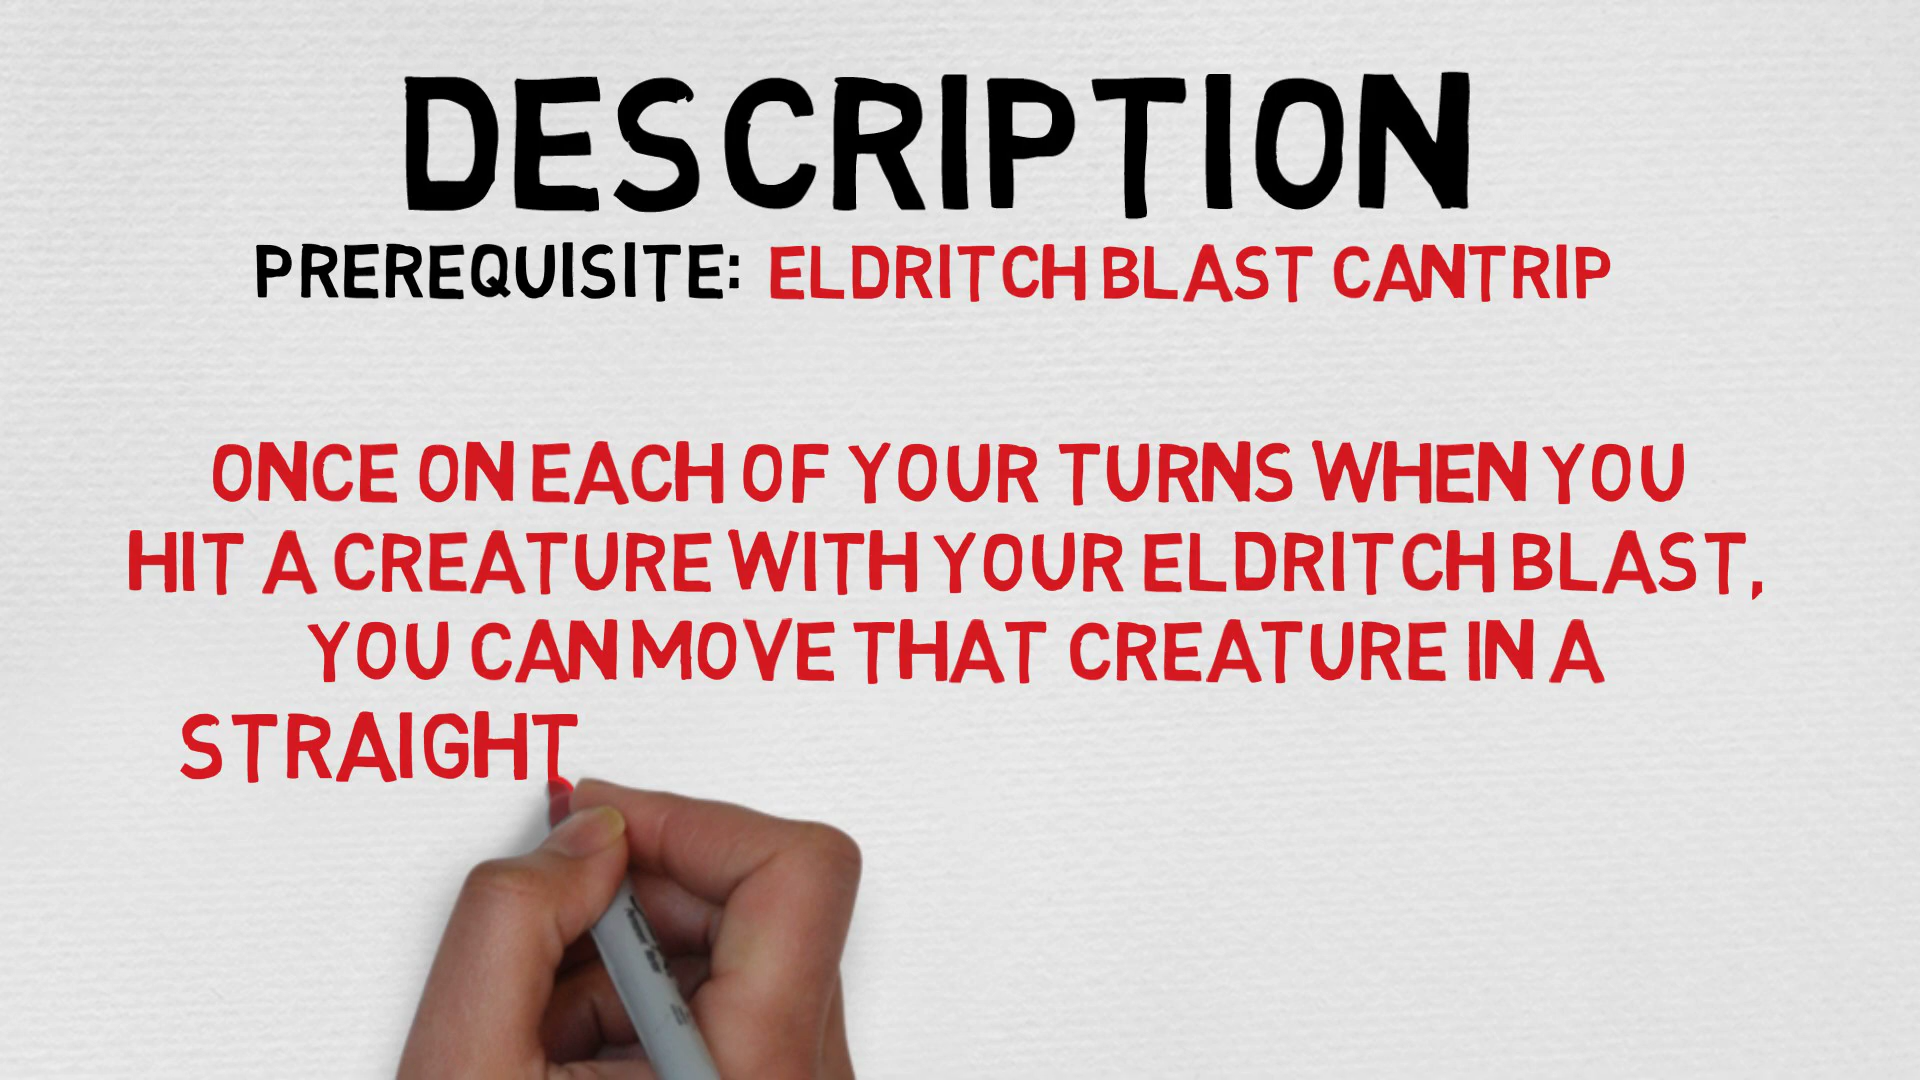 DESCRIPTION
PREREQUISITE: ELDRITCH BLAST CANTRIP
ONCE ON EACH OF YOUR TURNS WHEN YOU
HIT A CREATURE WITH YOUR ELDRITCH BLAST,
YOU CAN MOVE THAT CREATURE IN A
STRAIGHT